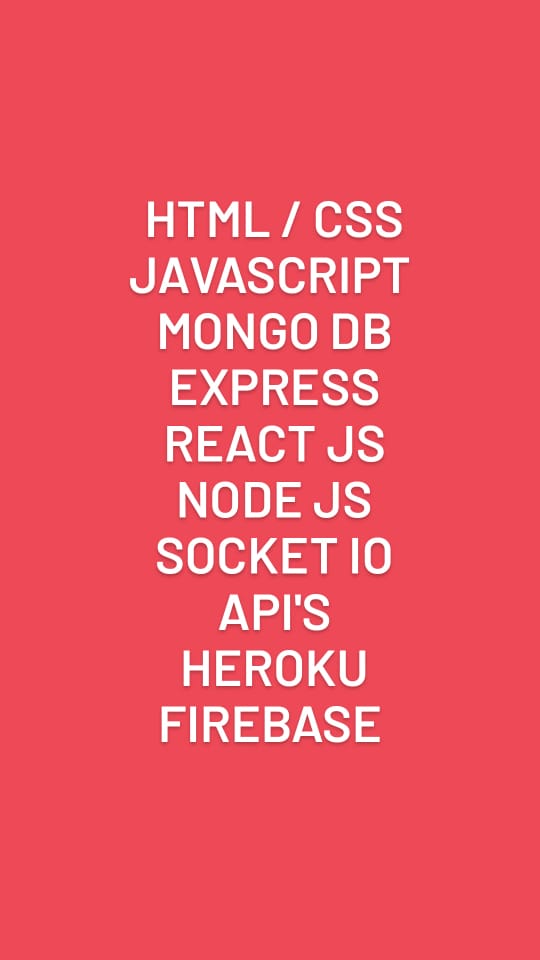 HTML / CSS
JAVASCRIPT
MONGO DB
EXPRESS
REACT JS
NODE JS
SOCKET IO
API'S
HEROKU
FIREBASE